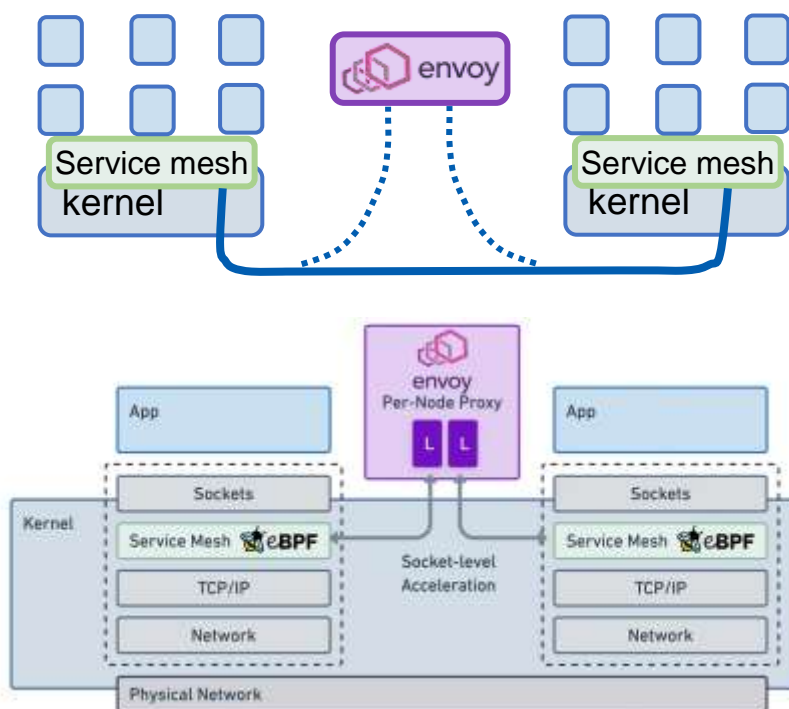 envoy
Service mesh
kernel
Service mesh
kernel
envoy
Per-Node Proxy
L L
App
App
Sockets
Sockets
Kernel
Service Mesh eBPF
Service Mesh eBPF
Socket-level
Acceleration
TCP/IP
TCP/IP
Network
Network
Physical Network